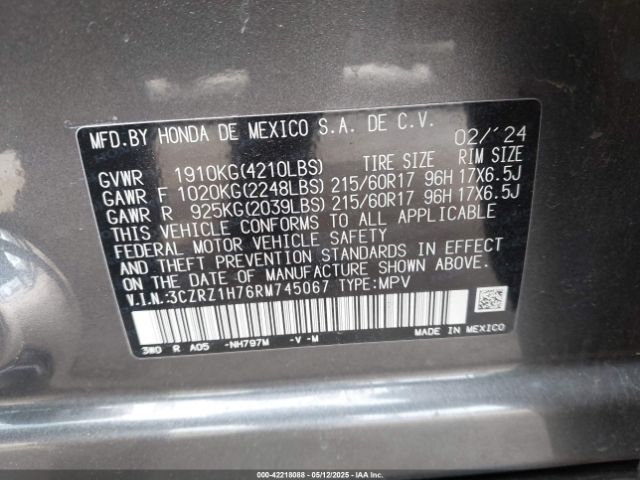 MFD.BY HONDA DE MEXICO S.A. DE C.V. 02/'24
GVWR 1910KG(4210LBS) TIRE SIZE RIM SIZE
GAWR F 1020KG(2248LBS) 215/60R17 96H 17X6.5J
GAWR R 925KG(2039LBS) 215/60R17 96H 17X6.5J
THIS VEHICLE CONFORMS TO ALL APPLICABLE
FEDERAL MOTOR VEHICLE SAFETY
AND THEFT PREVENTION STANDARDS IN EFFECT
ON THE DATE OF MANUFACTURE SHOWN ABOVE.
V.I.N.:3CZRZ1H76RM745067 TYPE:MPV
3W0 R A05 -NH797M -V -M MADE IN MEXICO
000-42218088 - 05/12/2025 - COPART.COM